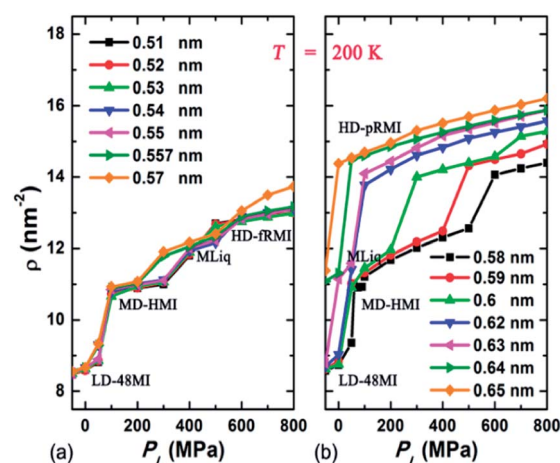 T = 200 K
ρ (nm⁻²)
18
16
14
12
10
8
0.51 nm
0.52 nm
0.53 nm
0.54 nm
0.55 nm
0.557 nm
0.57 nm
HD-fRMI
MLiq
MD-HMI
LD-48MI
0 200 400 600 800
(a) P_l (MPa)
HD-pRMI
MLiq
MD-HMI
LD-48MI
0.58 nm
0.59 nm
0.6 nm
0.62 nm
0.63 nm
0.64 nm
0.65 nm
0 200 400 600 800
(b) P_l (MPa)